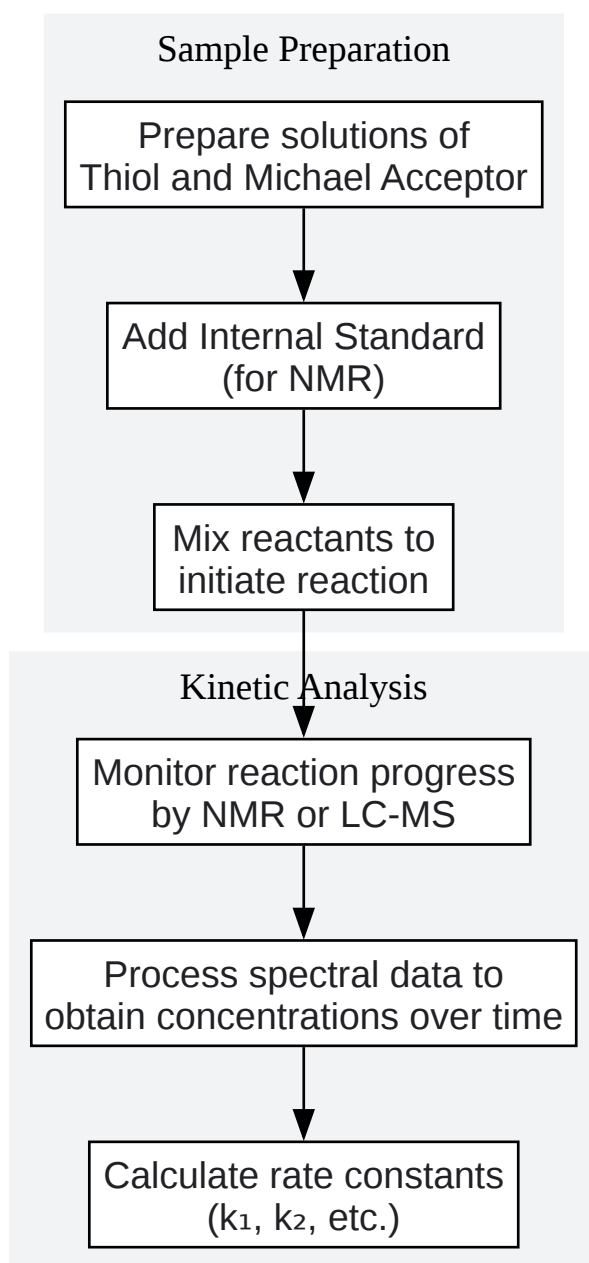 Sample Preparation
Prepare solutions of
Thiol and Michael Acceptor
Add Internal Standard
(for NMR)
Mix reactants to
initiate reaction
Kinetic Analysis
Monitor reaction progress
by NMR or LC-MS
Process spectral data to
obtain concentrations over time
Calculate rate constants
(k₁, k₂, etc.)